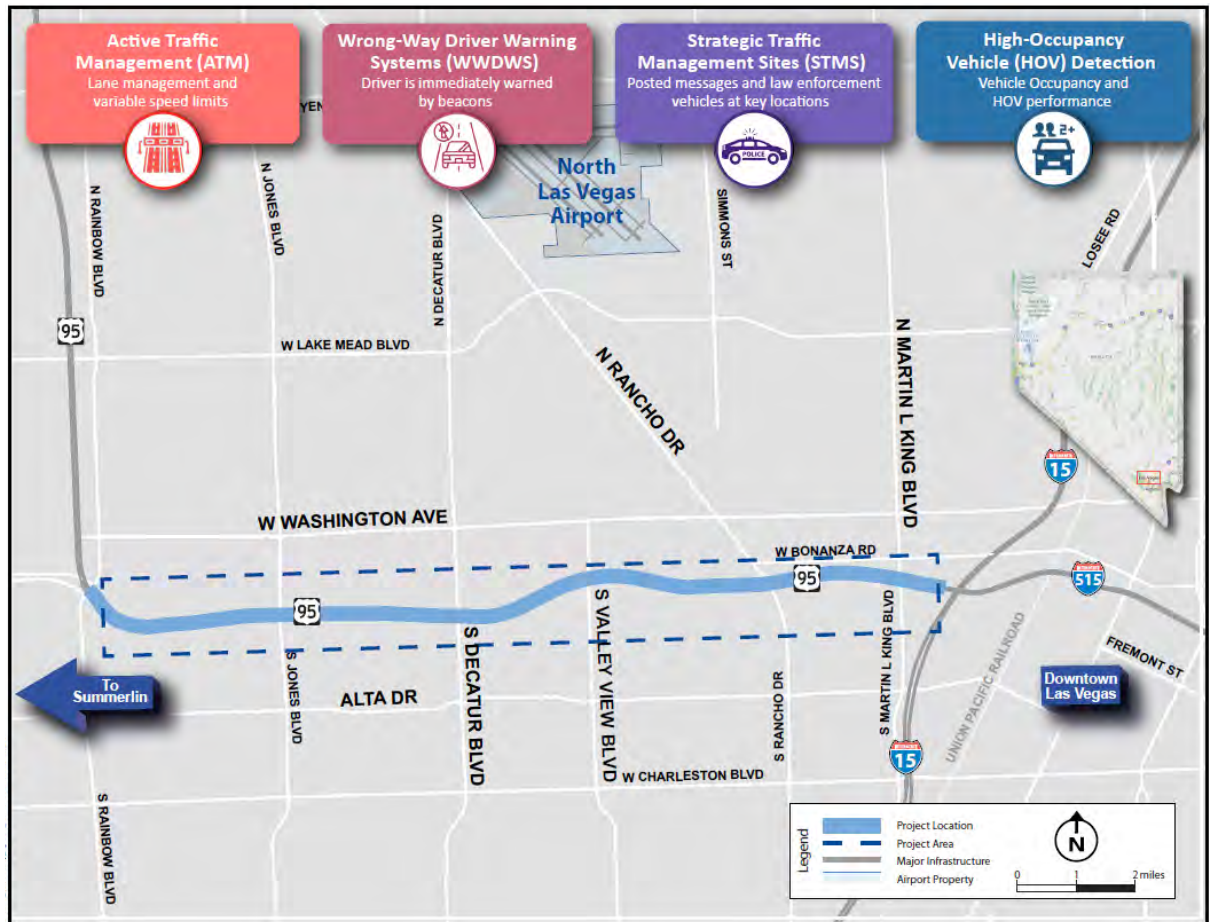 Active Traffic
Management (ATM)
Lane management and
variable speed limits
Wrong-Way Driver Warning
Systems (WWDWS)
Driver is immediately warned
by beacons
Strategic Traffic
Management Sites (STMS)
Posted messages and law enforcement
vehicles at key locations
POLICE
High-Occupancy
Vehicle (HOV) Detection
Vehicle Occupancy and
HOV performance
2+
N RAINBOW BLVD
N JONES BLVD
N DECATUR BLVD
North
Las Vegas
Airport
SIMMONS ST
LOSEE RD
95
W LAKE MEAD BLVD
N RANCHO DR
N MARTIN L KING BLVD
15
W WASHINGTON AVE
W BONANZA RD
95
95
515
S VALLEY VIEW BLVD
S DECATUR BLVD
S JONES BLVD
S MARTIN L KING BLVD
UNION PACIFIC RAILROAD
FREMONT ST
To
Summerlin
ALTA DR
S RANCHO DR
Downtown
Las Vegas
15
W CHARLESTON BLVD
S RAINBOW BLVD
Legend
Project Location
Project Area
Major Infrastructure
Airport Property
N
0 1 2 miles